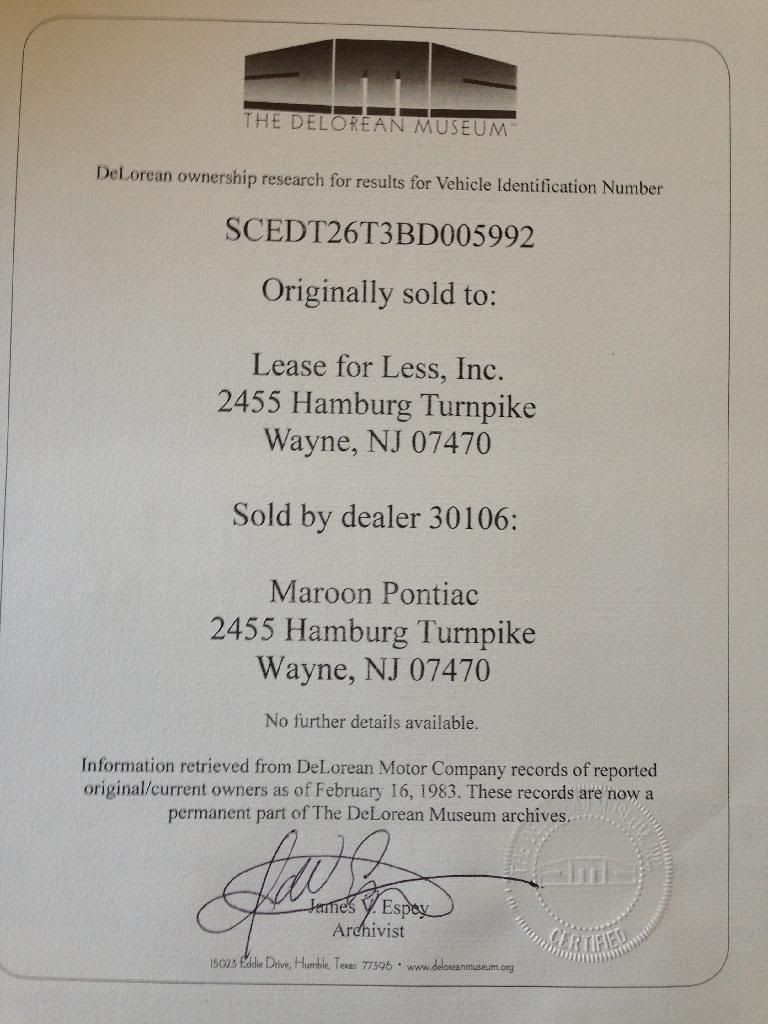 THE DELOREAN MUSEUM
DeLorean ownership research for results for Vehicle Identification Number
SCEDT26T3BD005992
Originally sold to:
Lease for Less, Inc.
2455 Hamburg Turnpike
Wayne, NJ 07470
Sold by dealer 30106:
Maroon Pontiac
2455 Hamburg Turnpike
Wayne, NJ 07470
No further details available.
Information retrieved from DeLorean Motor Company records of reported
original/current owners as of February 16, 1983. These records are now a
permanent part of The DeLorean Museum archives.
James V. Espey
Archivist
CERTIFIED
15023 Eddie Drive, Humble, Texas 77396 • www.deloreanmuseum.org